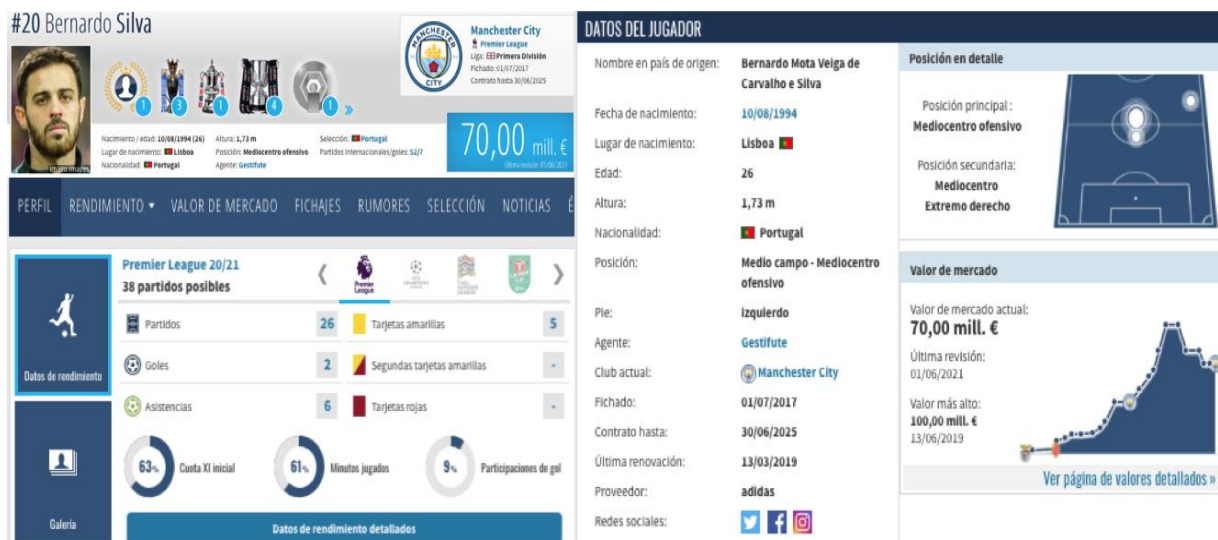 #20 Bernardo Silva
1
3
1
4
1
»
MANCHESTER
CITY
Manchester City
Premier League
Liga: Primera División
Fichado: 01/07/2017
Contrato hasta 30/06/2025
Nacimiento / edad: 10/08/1994 (26)
Lugar de nacimiento: Lisboa
Nacionalidad: Portugal
Altura: 1,73 m
Posición: Mediocentro ofensivo
Agente: Gestifute
Selección: Portugal
Partidos internacionales/goles: 52/7
70,00 mill. €
Última revisión: 01/06/2021
imago images
PERFIL RENDIMIENTO VALOR DE MERCADO FICHAJES RUMORES SELECCIÓN NOTICIAS É
Datos de rendimiento
Galería
Premier League 20/21
38 partidos posibles
Premier League
Partidos 26
Goles 2
Asistencias 6
Tarjetas amarillas 5
Segundas tarjetas amarillas -
Tarjetas rojas -
63% Cuota XI inicial
61% Minutos jugados
9% Participaciones de gol
Datos de rendimiento detallados
DATOS DEL JUGADOR
Nombre en país de origen: Bernardo Mota Veiga de
Carvalho e Silva
Fecha de nacimiento: 10/08/1994
Lugar de nacimiento: Lisboa
Edad: 26
Altura: 1,73 m
Nacionalidad: Portugal
Posición: Medio campo - Mediocentro
ofensivo
Pie: izquierdo
Agente: Gestifute
Club actual: Manchester City
Fichado: 01/07/2017
Contrato hasta: 30/06/2025
Última renovación: 13/03/2019
Proveedor: adidas
Redes sociales:
Posición en detalle
Posición principal :
Mediocentro ofensivo
Posición secundaria:
Mediocentro
Extremo derecho
Valor de mercado
Valor de mercado actual:
70,00 mill. €
Última revisión:
01/06/2021
Valor más alto:
100,00 mill. €
13/06/2019
Ver página de valores detallados »